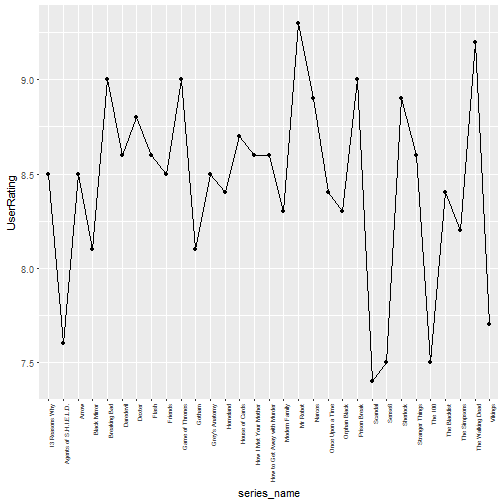 UserRating
9.0
8.5
8.0
7.5
13 Reasons Why
Agents of S.H.I.E.L.D.
Arrow
Black Mirror
Breaking Bad
Daredevil
Dexter
Flash
Friends
Game of Thrones
Gotham
Grey's Anatomy
Homeland
House of Cards
How I Met Your Mother
How to Get Away with Murder
Modern Family
Mr Robot
Narcos
Once Upon a Time
Orphan Black
Prison Break
Scandal
Sense8
Sherlock
Stranger Things
The 100
The Blacklist
The Simpsons
The Walking Dead
Vikings
series_name